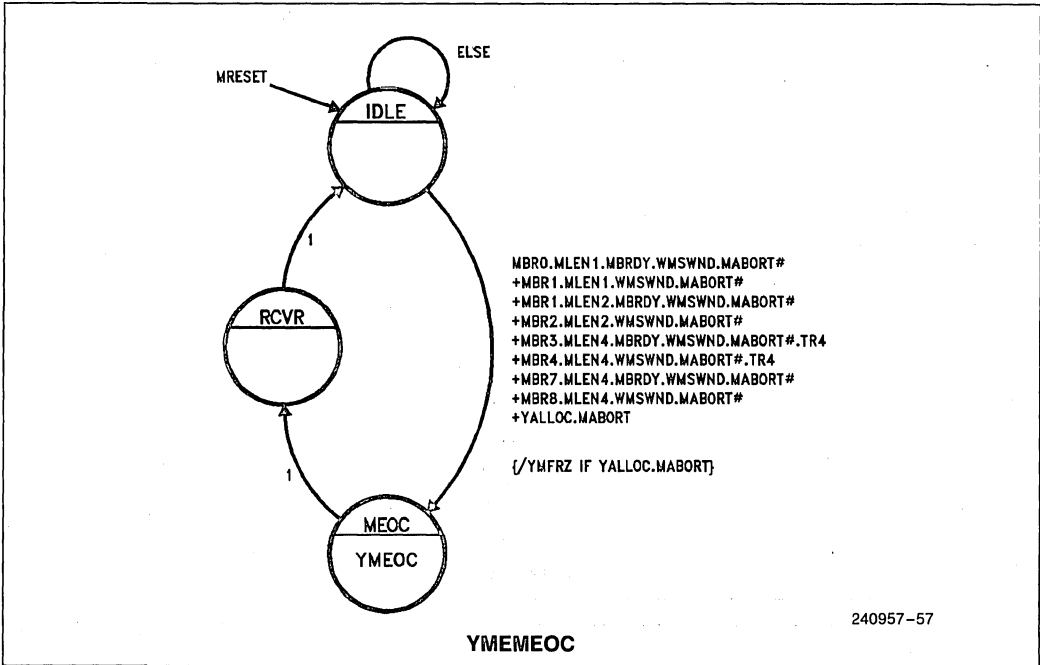 ELSE
MRESET
IDLE
1
MBR0.MLEN1.MBRDY.WMSWND.MABORT#
+MBR1.MLEN1.WMSWND.MABORT#
+MBR1.MLEN2.MBRDY.WMSWND.MABORT#
+MBR2.MLEN2.WMSWND.MABORT#
+MBR3.MLEN4.MBRDY.WMSWND.MABORT#.TR4
+MBR4.MLEN4.WMSWND.MABORT#.TR4
+MBR7.MLEN4.MBRDY.WMSWND.MABORT#
+MBR8.MLEN4.WMSWND.MABORT#
+YALLOC.MABORT
{/YMFRZ IF YALLOC.MABORT}
RCVR
1
MEOC
YMEOC
240957-57
YMEMEOC